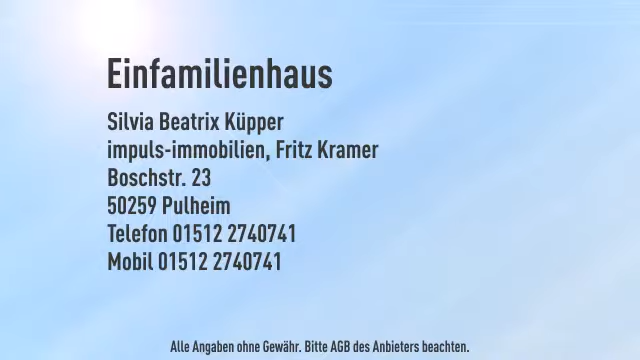 Einfamilienhaus
Silvia Beatrix Küpper
impuls-immobilien, Fritz Kramer
Boschstr. 23
50259 Pulheim
Telefon 01512 2740741
Mobil 01512 2740741
Alle Angaben ohne Gewähr. Bitte AGB des Anbieters beachten.